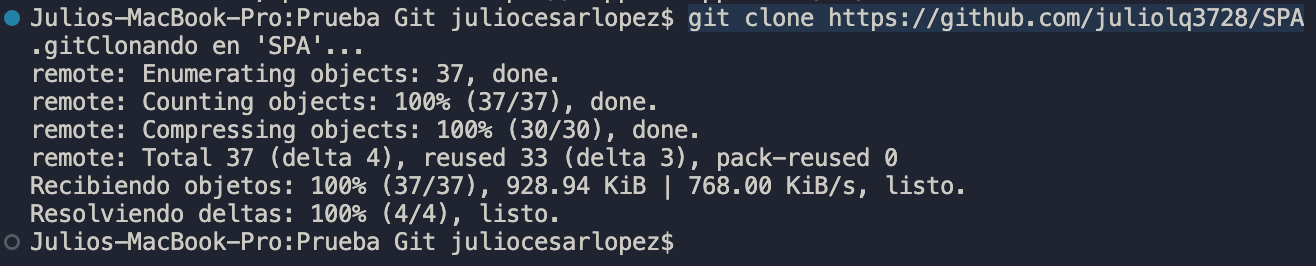 Julios-MacBook-Pro:Prueba Git juliocesarlopez$ git clone https://github.com/juliolq3728/SPA
.gitClonando en 'SPA'...
remote: Enumerating objects: 37, done.
remote: Counting objects: 100% (37/37), done.
remote: Compressing objects: 100% (30/30), done.
remote: Total 37 (delta 4), reused 33 (delta 3), pack-reused 0
Recibiendo objetos: 100% (37/37), 928.94 KiB | 768.00 KiB/s, listo.
Resolviendo deltas: 100% (4/4), listo.
Julios-MacBook-Pro:Prueba Git juliocesarlopez$